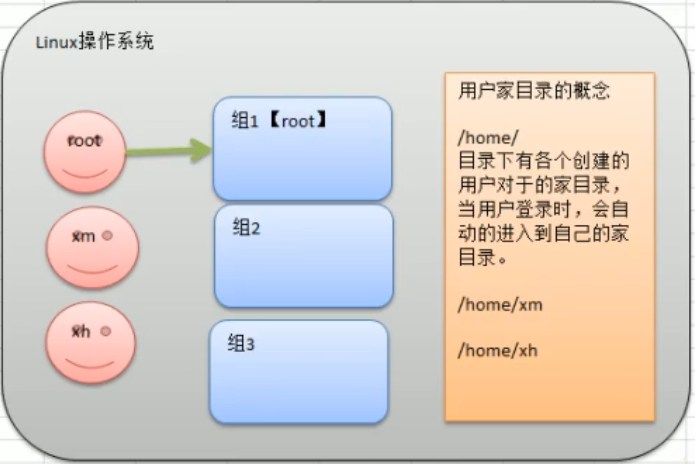 Linux操作系统
root
xm
xh
组1【root】
组2
组3
用户家目录的概念
/home/
目录下有各个创建的
用户对于的家目录，
当用户登录时，会自
动的进入到自己的家
目录。
/home/xm
/home/xh